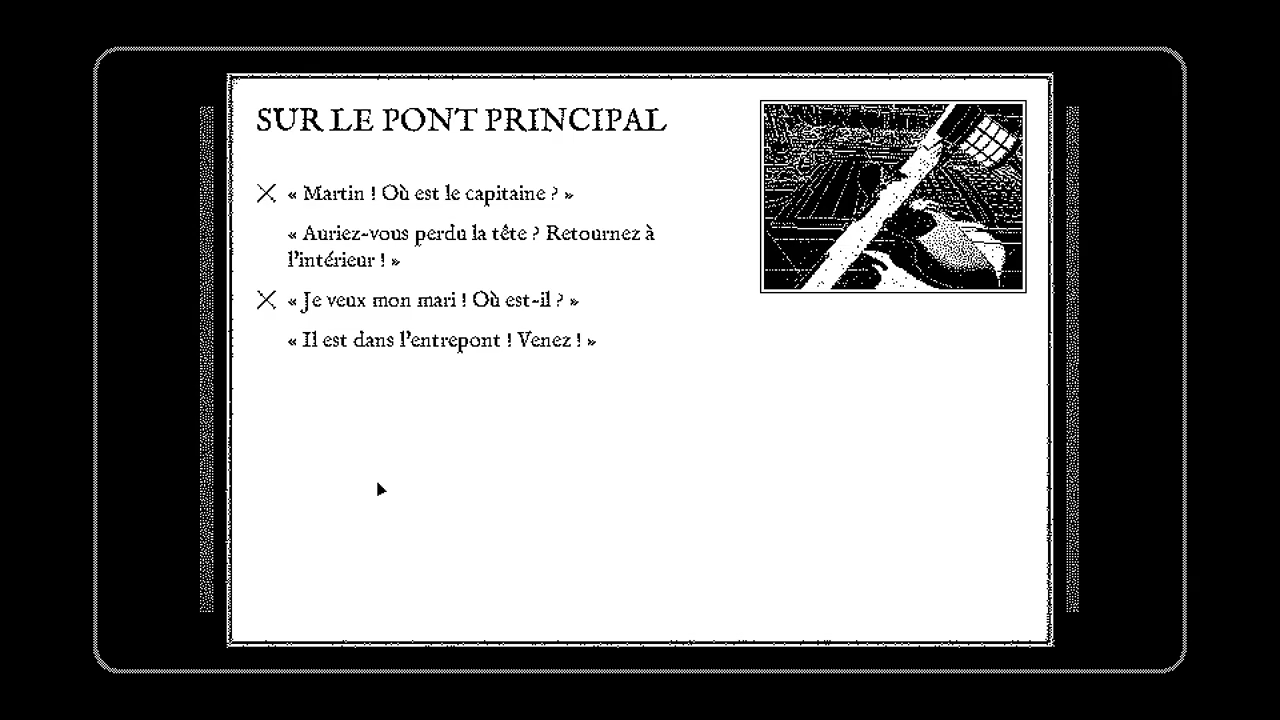 SUR LE PONT PRINCIPAL
« Martin ! Où est le capitaine ? »
« Auriez-vous perdu la tête ? Retournez à
l'intérieur ! »
« Je veux mon mari ! Où est-il ? »
« Il est dans l'entrepont ! Venez ! »